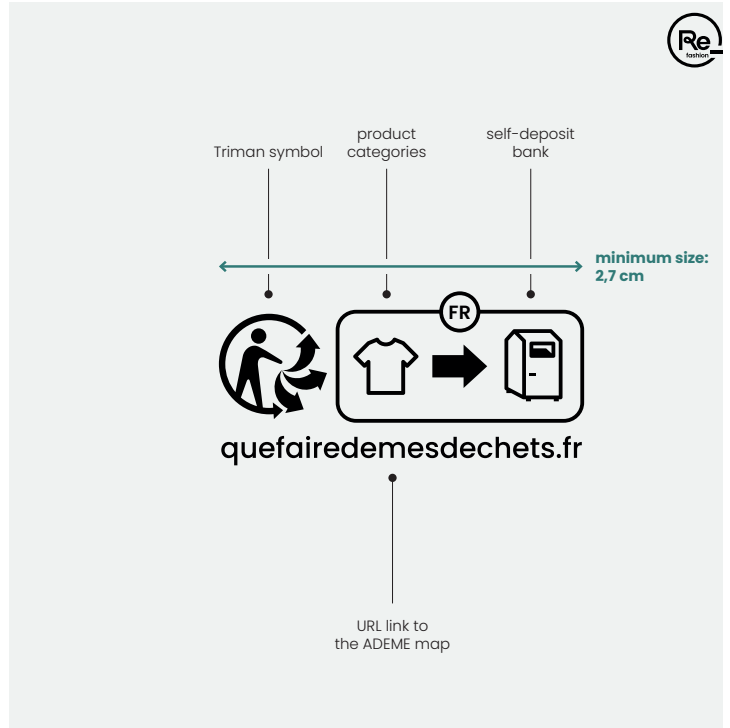 Re
fashion
Triman symbol
product
categories
self-deposit
bank
minimum size:
2,7 cm
FR
quefairedemesdechets.fr
URL link to
the ADEME map